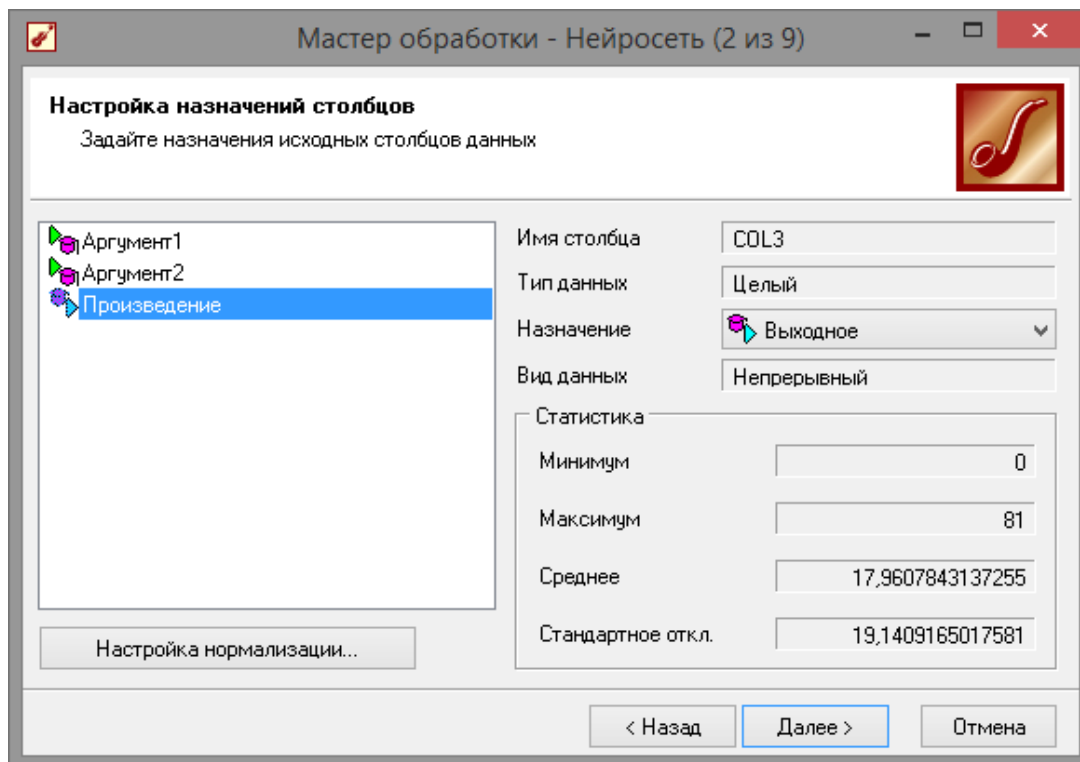 Мастер обработки - Нейросеть (2 из 9)
Настройка назначений столбцов
Задайте назначения исходных столбцов данных
Аргумент1
Аргумент2
Произведение
Настройка нормализации...
Имя столбца COL3
Тип данных Целый
Назначение Выходное
Вид данных Непрерывный
Статистика
Минимум 0
Максимум 81
Среднее 17,9607843137255
Стандартное откл. 19,1409165017581
< Назад Далее > Отмена